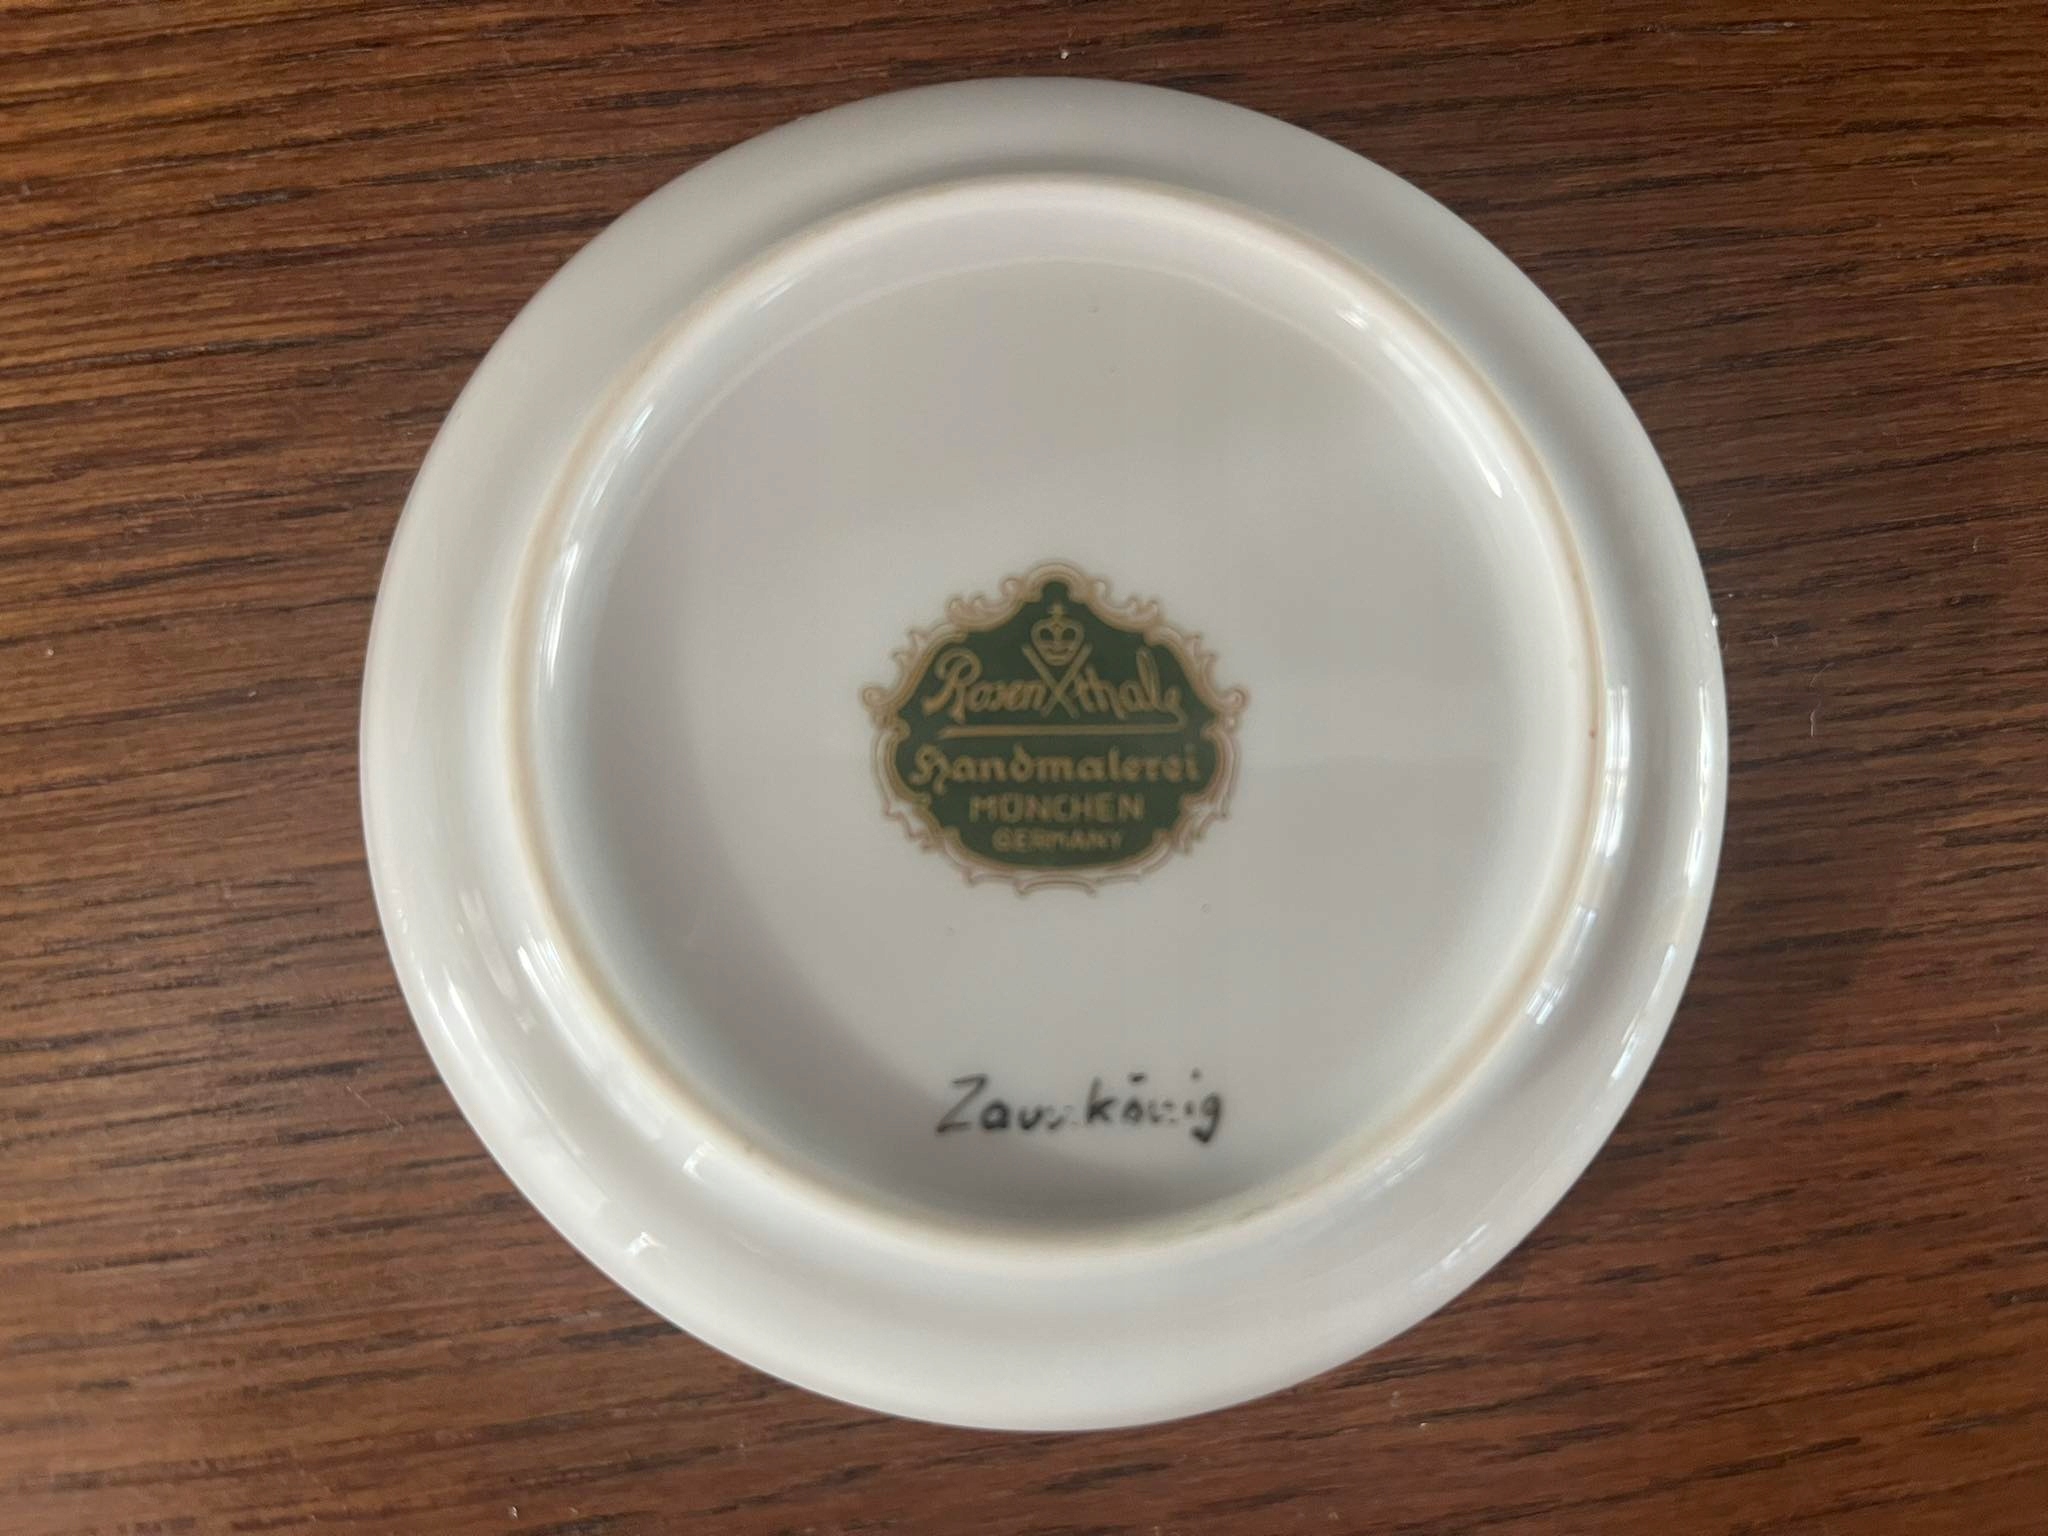 Rosenthal
Handmalerei
MÜNCHEN
GERMANY
Zaunkönig